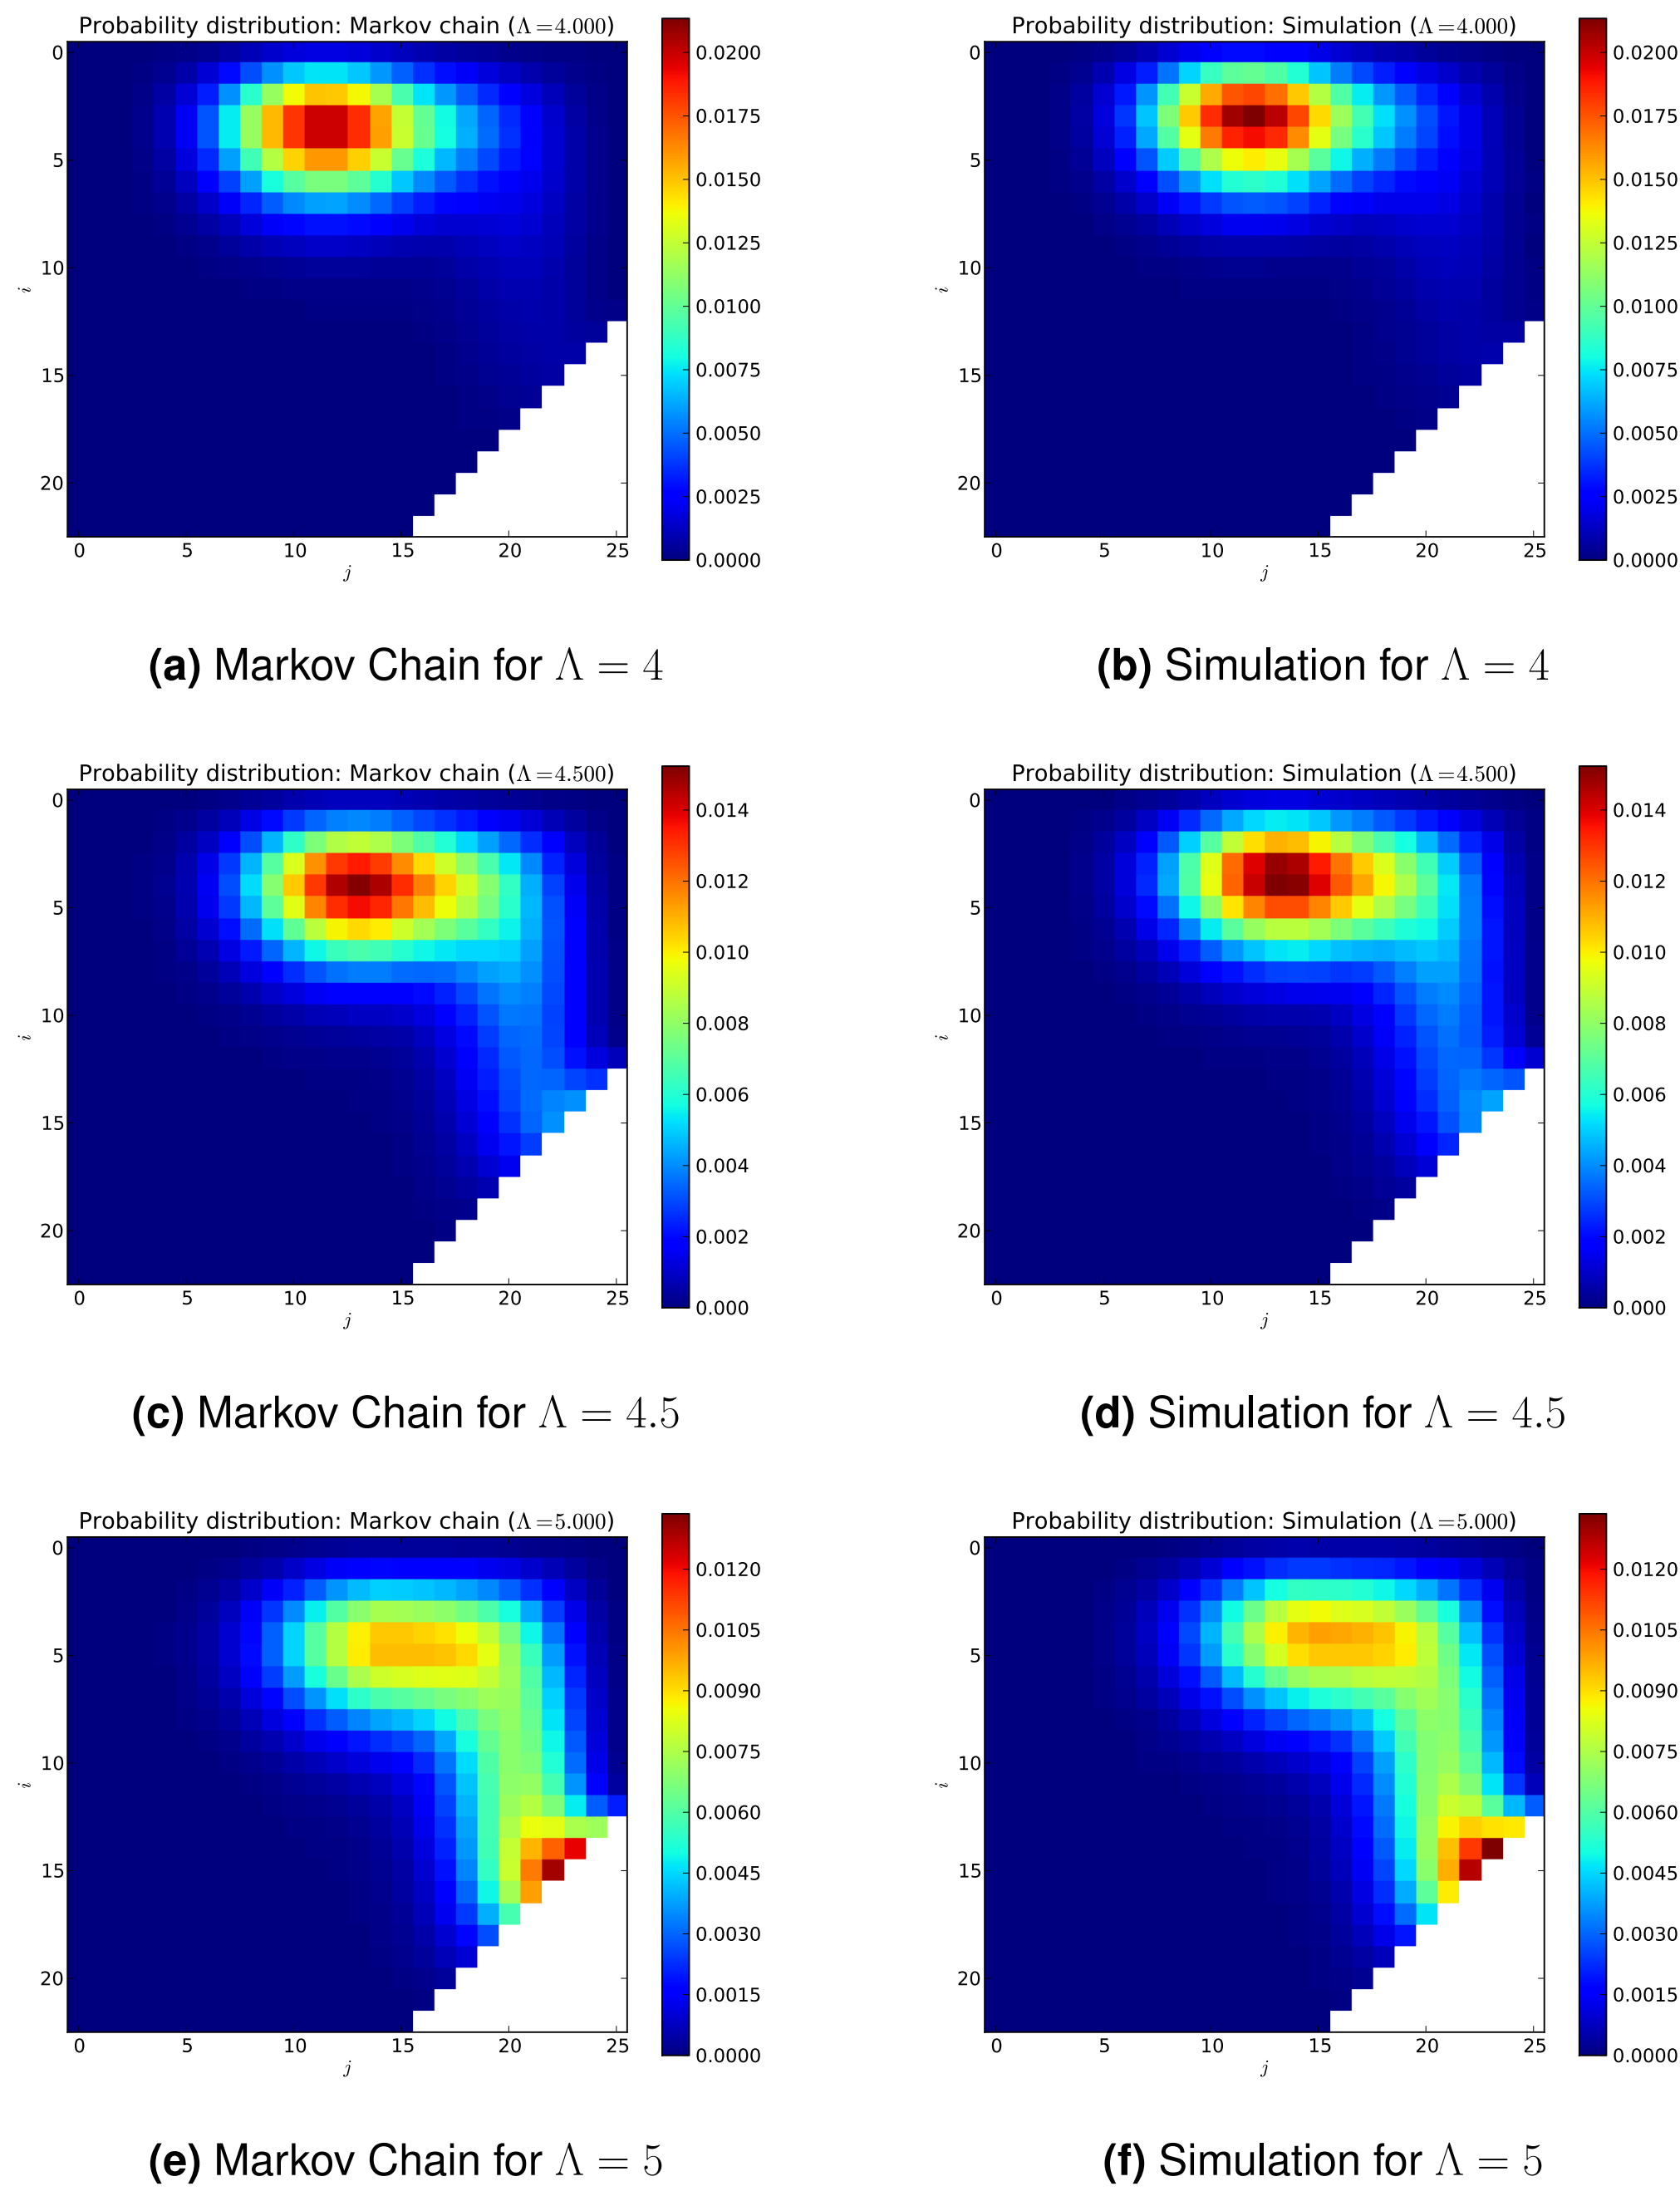 Probability distribution: Markov chain (Λ=4.000)
0
5
10
15
20
i
0 5 10 15 20 25
j
0.0200
0.0175
0.0150
0.0125
0.0100
0.0075
0.0050
0.0025
0.0000
(a) Markov Chain for Λ = 4
Probability distribution: Simulation (Λ=4.000)
0
5
10
15
20
i
0 5 10 15 20 25
j
0.0200
0.0175
0.0150
0.0125
0.0100
0.0075
0.0050
0.0025
0.0000
(b) Simulation for Λ = 4
Probability distribution: Markov chain (Λ=4.500)
0
5
10
15
20
i
0 5 10 15 20 25
j
0.014
0.012
0.010
0.008
0.006
0.004
0.002
0.000
(c) Markov Chain for Λ = 4.5
Probability distribution: Simulation (Λ=4.500)
0
5
10
15
20
i
0 5 10 15 20 25
j
0.014
0.012
0.010
0.008
0.006
0.004
0.002
0.000
(d) Simulation for Λ = 4.5
Probability distribution: Markov chain (Λ=5.000)
0
5
10
15
20
i
0 5 10 15 20 25
j
0.0120
0.0105
0.0090
0.0075
0.0060
0.0045
0.0030
0.0015
0.0000
(e) Markov Chain for Λ = 5
Probability distribution: Simulation (Λ=5.000)
0
5
10
15
20
i
0 5 10 15 20 25
j
0.0120
0.0105
0.0090
0.0075
0.0060
0.0045
0.0030
0.0015
0.0000
(f) Simulation for Λ = 5